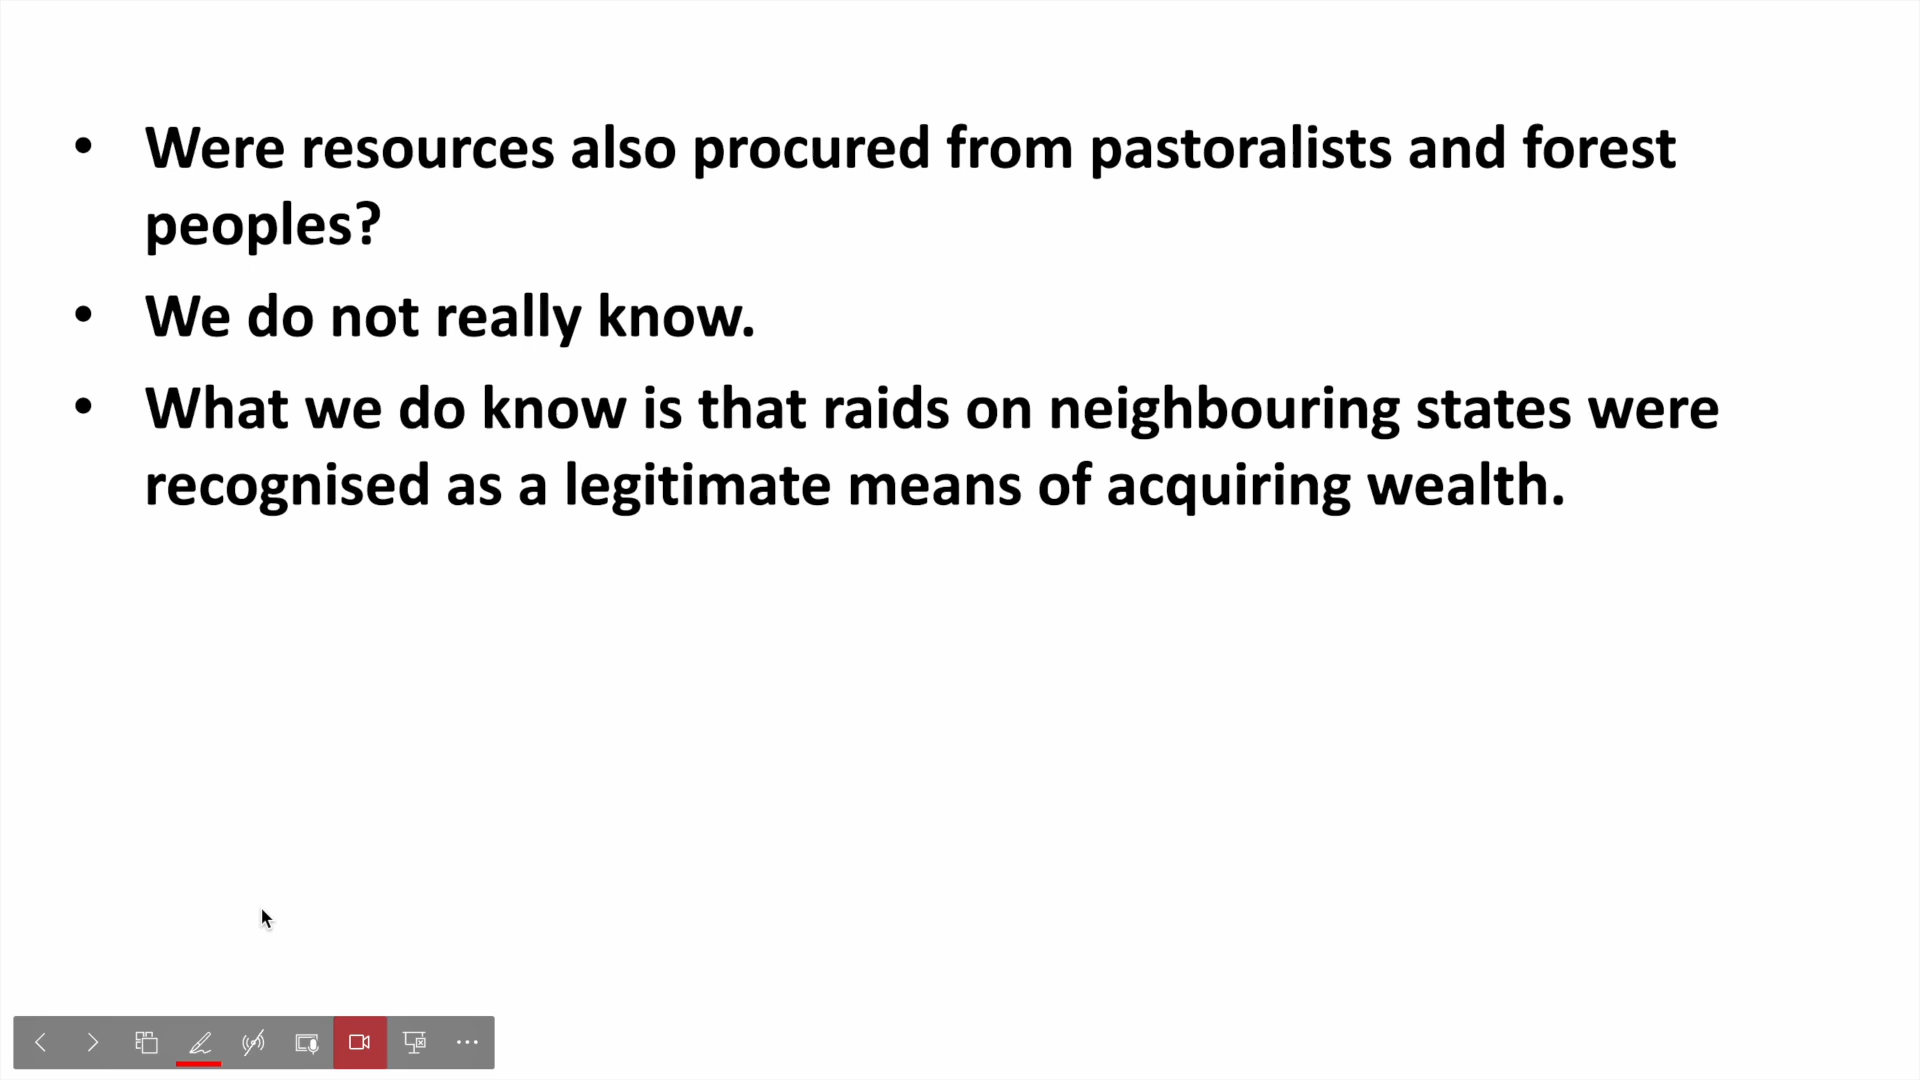 • Were resources also procured from pastoralists and forest
peoples?
• We do not really know.
• What we do know is that raids on neighbouring states were
recognised as a legitimate means of acquiring wealth.